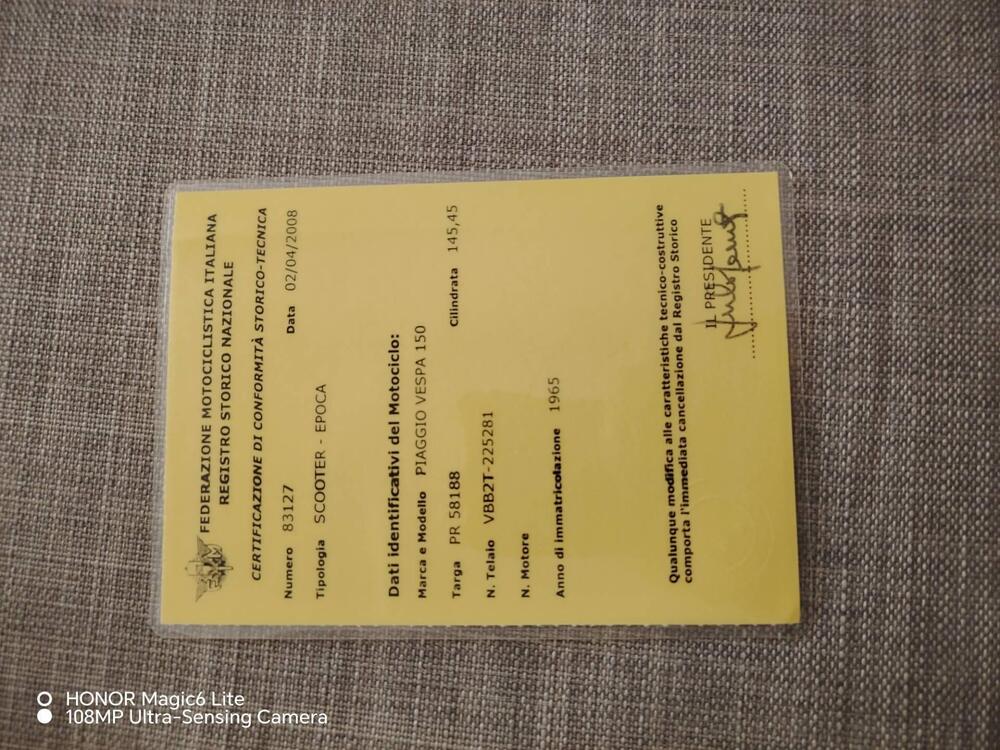 FEDERAZIONE MOTOCICLISTICA ITALIANA
REGISTRO STORICO NAZIONALE
CERTIFICAZIONE DI CONFORMITÀ STORICO-TECNICA
Numero 83127 Data 02/04/2008
Tipologia SCOOTER - EPOCA
Dati identificativi del Motociclo:
Marca e Modello PIAGGIO VESPA 150
Targa PR 58188 Cilindrata 145,45
N. Telaio VBB2T-225281
N. Motore
Anno di immatricolazione 1965
Qualunque modifica alle caratteristiche tecnico-costruttive
comporta l'immediata cancellazione dal Registro Storico
IL PRESIDENTE
HONOR Magic6 Lite
108MP Ultra-Sensing Camera